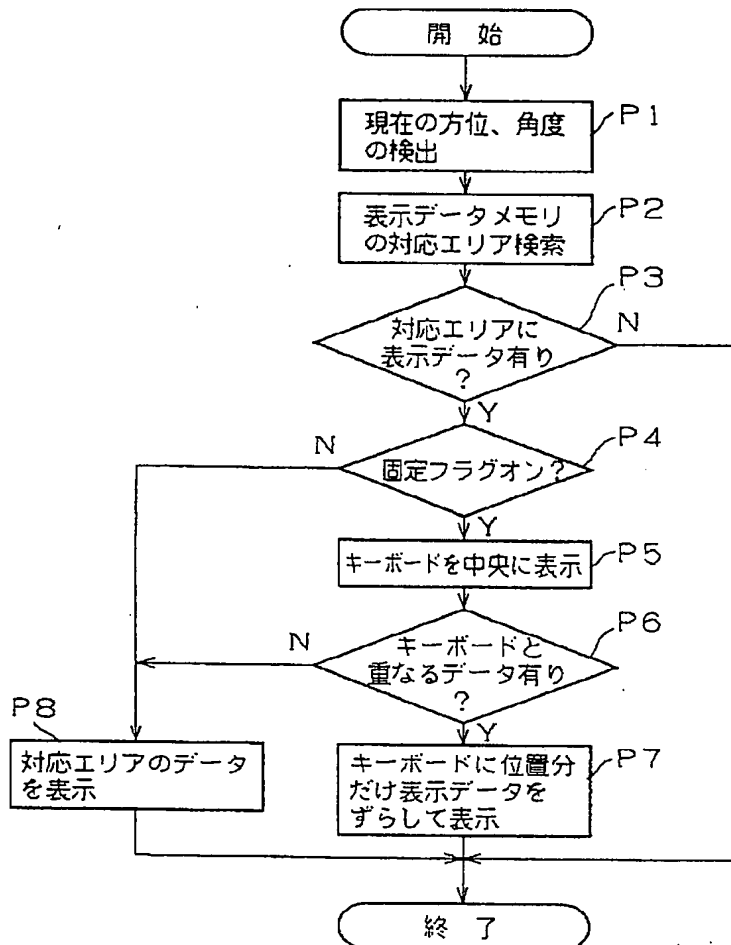 開 始
現在の方位、角度
の検出
P1
表示データメモリ
の対応エリア検索
P2
P3
対応エリアに
表示データ有り
?
N
Y
P4
固定フラグオン?
N
Y
キーボードを中央に表示
P5
P6
キーボードと
重なるデータ有り
?
N
Y
P8
対応エリアのデータ
を表示
キーボードに位置分
だけ表示データを
ずらして表示
P7
終 了